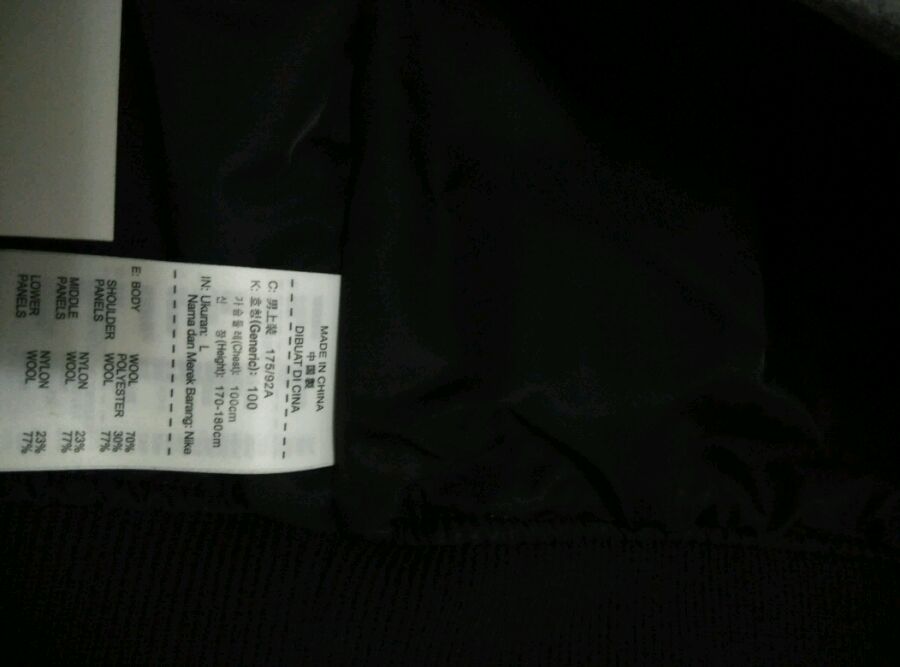 MADE IN CHINA
中国製
DIBUAT DI CINA
C: 男上装 175/92A
K: 호칭(Generic): 100
가슴둘레(Chest): 100cm
신 장(Height): 170-180cm
IN: Ukuran: L
Nama dan Merek Barang: Nike
E: BODY WOOL 70%
POLYESTER 30%
SHOULDER PANELS WOOL 77%
NYLON 23%
MIDDLE PANELS WOOL 77%
NYLON 23%
LOWER PANELS WOOL 77%